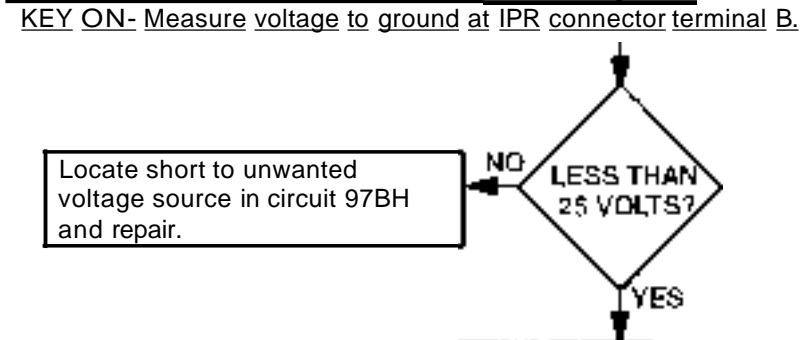 KEY ON- Measure voltage to ground at IPR connector terminal B.
Locate short to unwanted
voltage source in circuit 97BH
and repair.
NO
LESS THAN
25 VOLTS?
YES